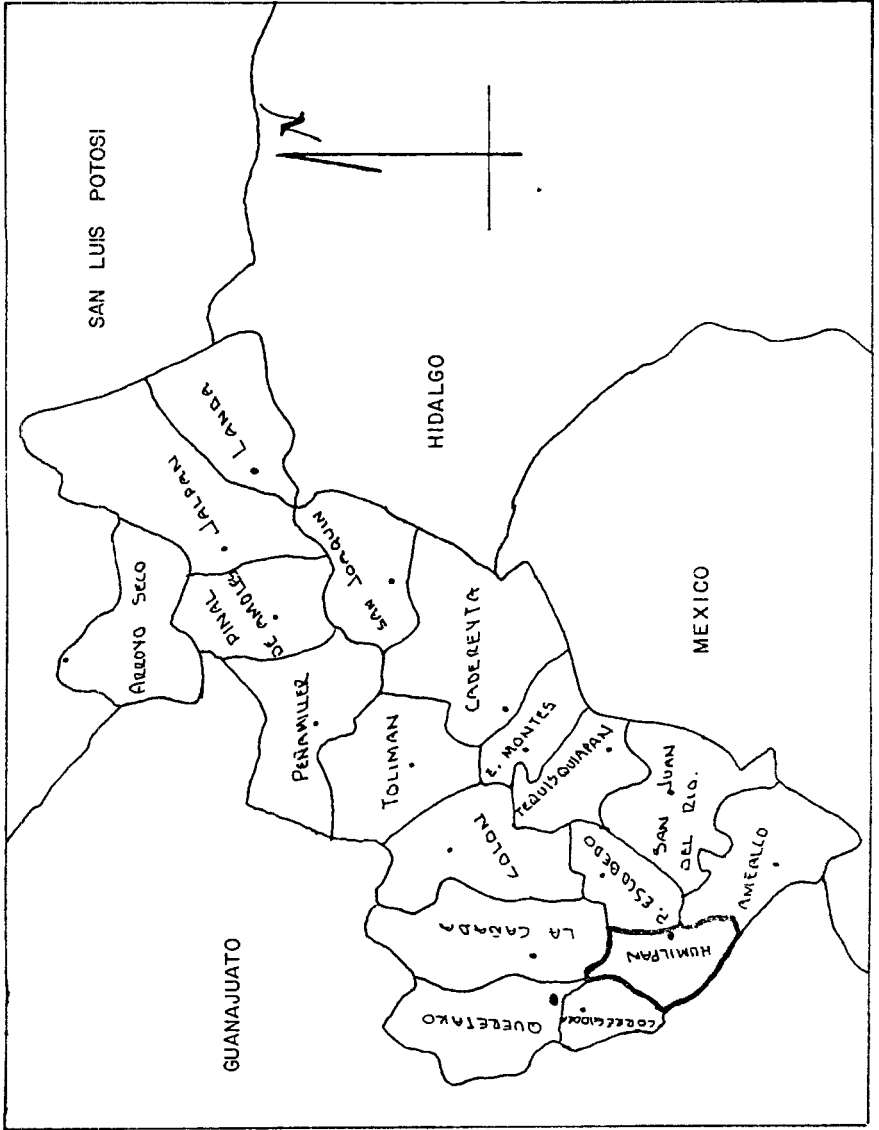 SAN LUIS POTOSI
N
HIDALGO
MEXICO
GUANAJUATO
LANDA
JALPAN
ARROYO SECO
PINAL
DE AMOLES
SAN JOAQUIN
PEÑAMILLER
CADEREYTA
TOLIMAN
E. MONTES
TEQUISQUIAPAN
COLON
SAN JUAN
DEL RIO.
P. ESCOBEDO
AMEALCO
LA CAÑADA
HUMILPAN
QUERETARO
CORREGIDORA